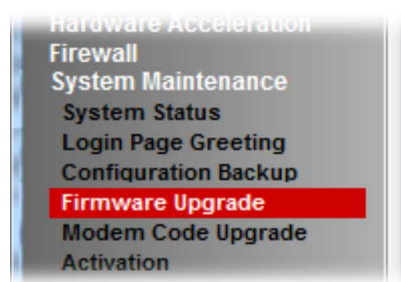 Hardware Acceleration
Firewall
System Maintenance
System Status
Login Page Greeting
Configuration Backup
Firmware Upgrade
Modem Code Upgrade
Activation